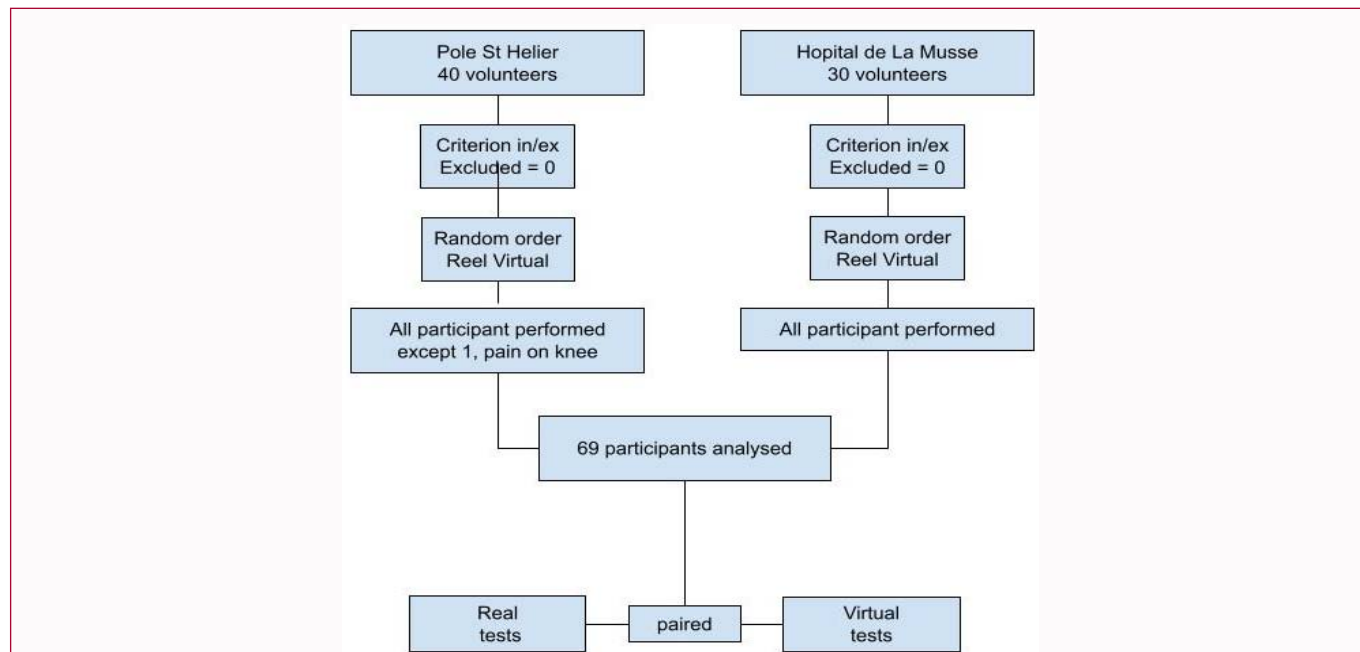 Pole St Helier
40 volunteers
Hopital de La Musse
30 volunteers
Criterion in/ex
Excluded = 0
Criterion in/ex
Excluded = 0
Random order
Reel Virtual
Random order
Reel Virtual
All participant performed
except 1, pain on knee
All participant performed
69 participants analysed
Real
tests
paired
Virtual
tests